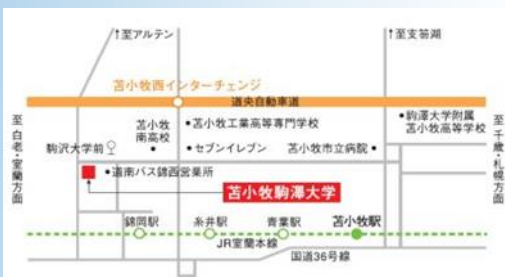 ↑至アルテン
↑至支笏湖
苫小牧西インターチェンジ
道央自動車道
至白老・室蘭方面
至千歳・札幌方面
苫小牧
南高校
•苫小牧工業高等専門学校
•駒澤大学附属
苫小牧高等学校
駒沢大学前
•セブンイレブン
苫小牧市立病院•
•道南バス錦西営業所
苫小牧駒澤大学
錦岡駅
糸井駅
青葉駅
苫小牧駅
JR室蘭本線
国道36号線